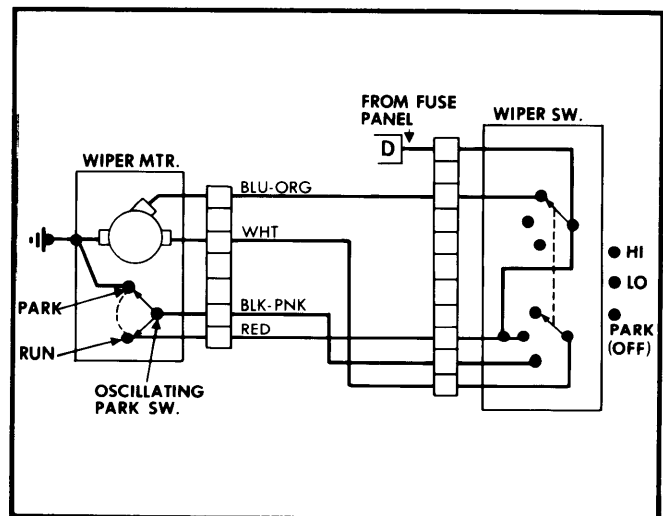 FROM FUSE
PANEL
WIPER SW.
D
WIPER MTR.
BLU-ORG
WHT
HI
LO
BLK-PNK
PARK
RED
PARK
(OFF)
RUN
OSCILLATING
PARK SW.